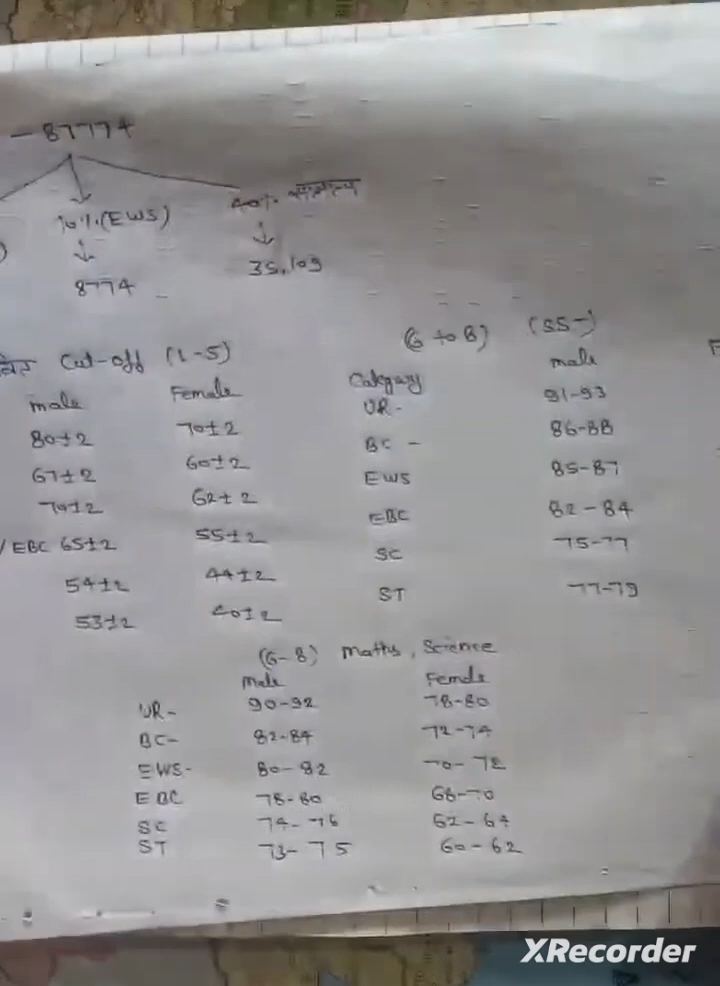 - 87774
10%(EWS) 40% सामान्य
8774 35,109
Cut-off (1-5)
male Female
80±2 70±2
67±2 60±2
70±2 62±2
/EBC 65±2 55±2
54±2 44±2
53±2 40±2
(6 to 8) (SS-)
Category male
UR- 91-93
BC - 86-88
EWS 85-87
EBC 82-84
SC 75-77
ST 77-79
(6-8) Maths, Science
Male Female
UR- 90-92 78-80
BC- 82-84 72-74
EWS- 80-82 70-72
EBC 78-80 68-70
SC 74-76 62-64
ST 73-75 60-62
XRecorder